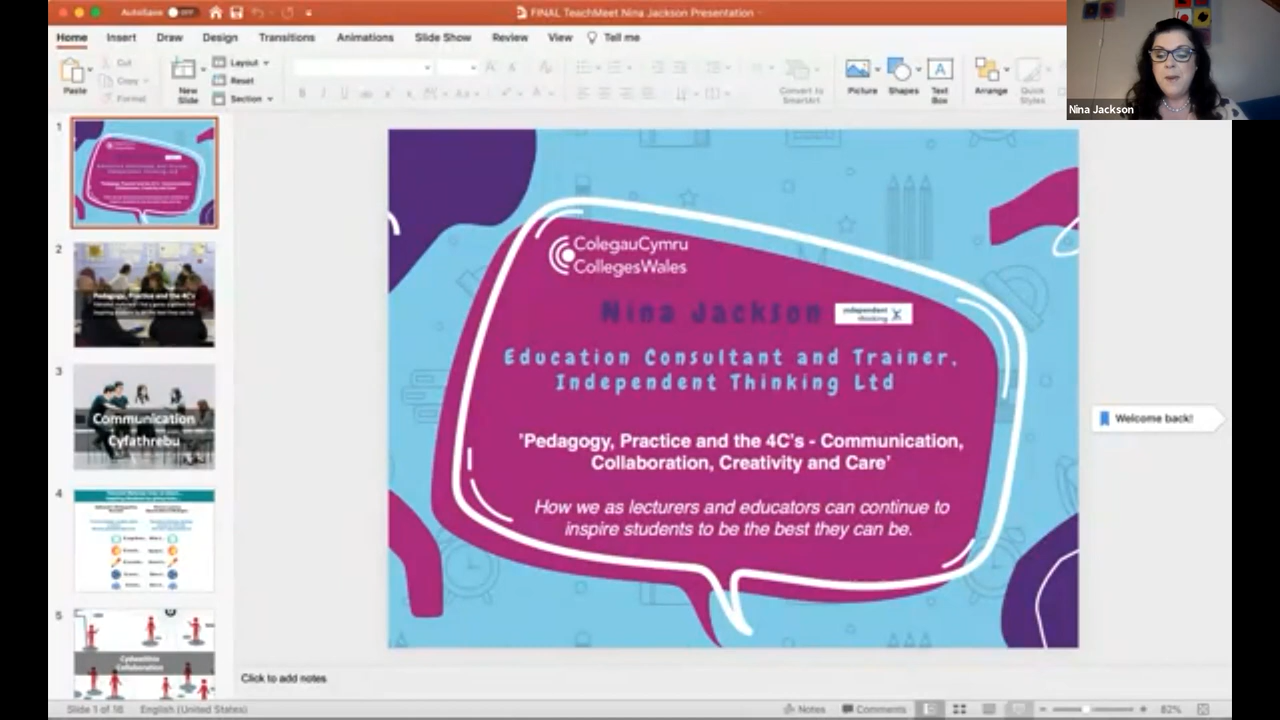 AutoSave OFF
FINAL TeachMeet Nina Jackson Presentation
Home Insert Draw Design Transitions Animations Slide Show Review View Tell me
Paste
Cut
Copy
Format
New Slide
Layout
Reset
Section
Convert to SmartArt
Picture
Shapes
Text Box
Arrange
Quick Styles
Nina Jackson
1
2
Pedagogy, Practice and the 4C's
3
Communication
Cyfathrebu
4
5
Cydweithio
Collaboration
ColegauCymru
CollegesWales
Nina Jackson
independent thinking
Education Consultant and Trainer.
Independent Thinking Ltd
'Pedagogy, Practice and the 4C's - Communication,
Collaboration, Creativity and Care'
How we as lecturers and educators can continue to
inspire students to be the best they can be.
Welcome back!
Click to add notes
Slide 1 of 18 English (United States)
Notes Comments 82%